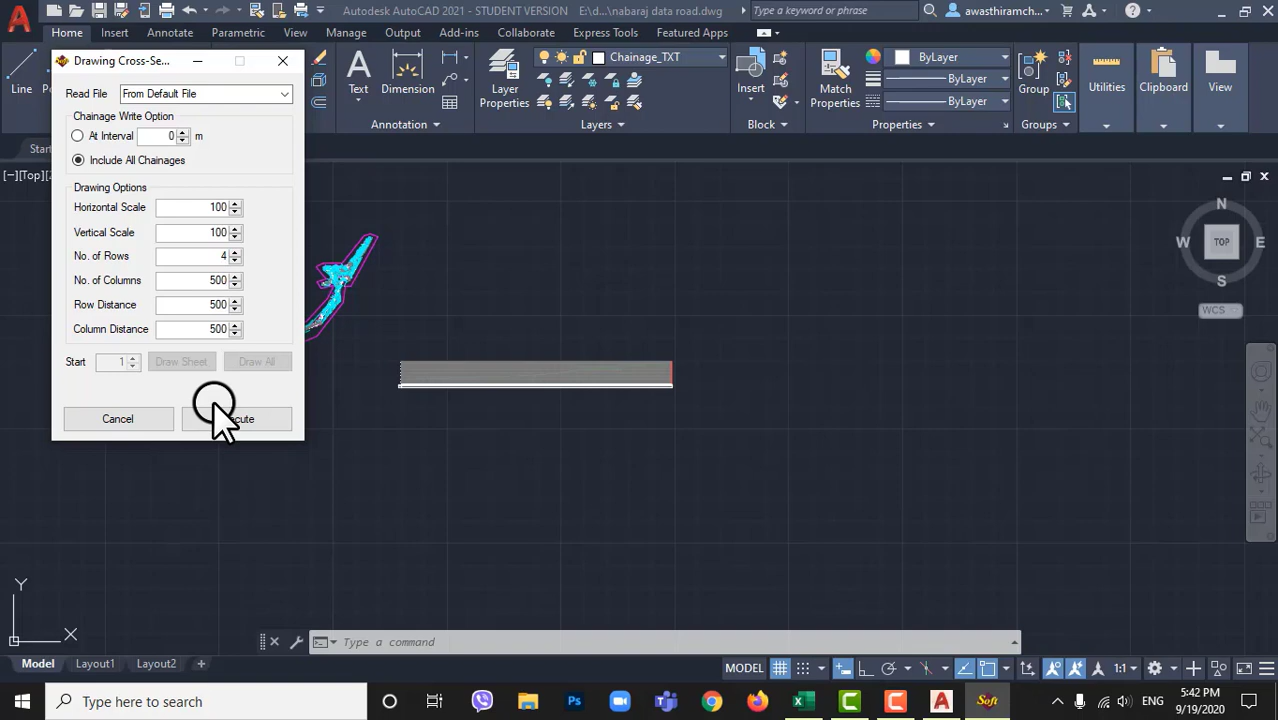 Autodesk AutoCAD 2021 - STUDENT VERSION E:\d...\nabaraj data road.dwg
Type a keyword or phrase
awasthiramch...
Home Insert Annotate Parametric View Manage Output Add-ins Collaborate Express Tools Featured Apps
Drawing Cross-Se...
Read File From Default File
Chainage Write Option
At Interval 0 m
Include All Chainages
Drawing Options
Horizontal Scale 100
Vertical Scale 100
No. of Rows 4
No. of Columns 500
Row Distance 500
Column Distance 500
Start 1 Draw Sheet Draw All
Cancel
Line
Text
Dimension
Annotation
Layer
Properties
Chainage_TXT
Layers
Insert
Block
Match
Properties
ByLayer
ByLayer
ByLayer
Properties
Group
Groups
Utilities
Clipboard
View
Start
[−][Top]
N
W TOP E
S
WCS
Y
X
Type a command
Model Layout1 Layout2 +
MODEL
1:1
Type here to search
Ps
Soft
ENG
5:42 PM
9/19/2020